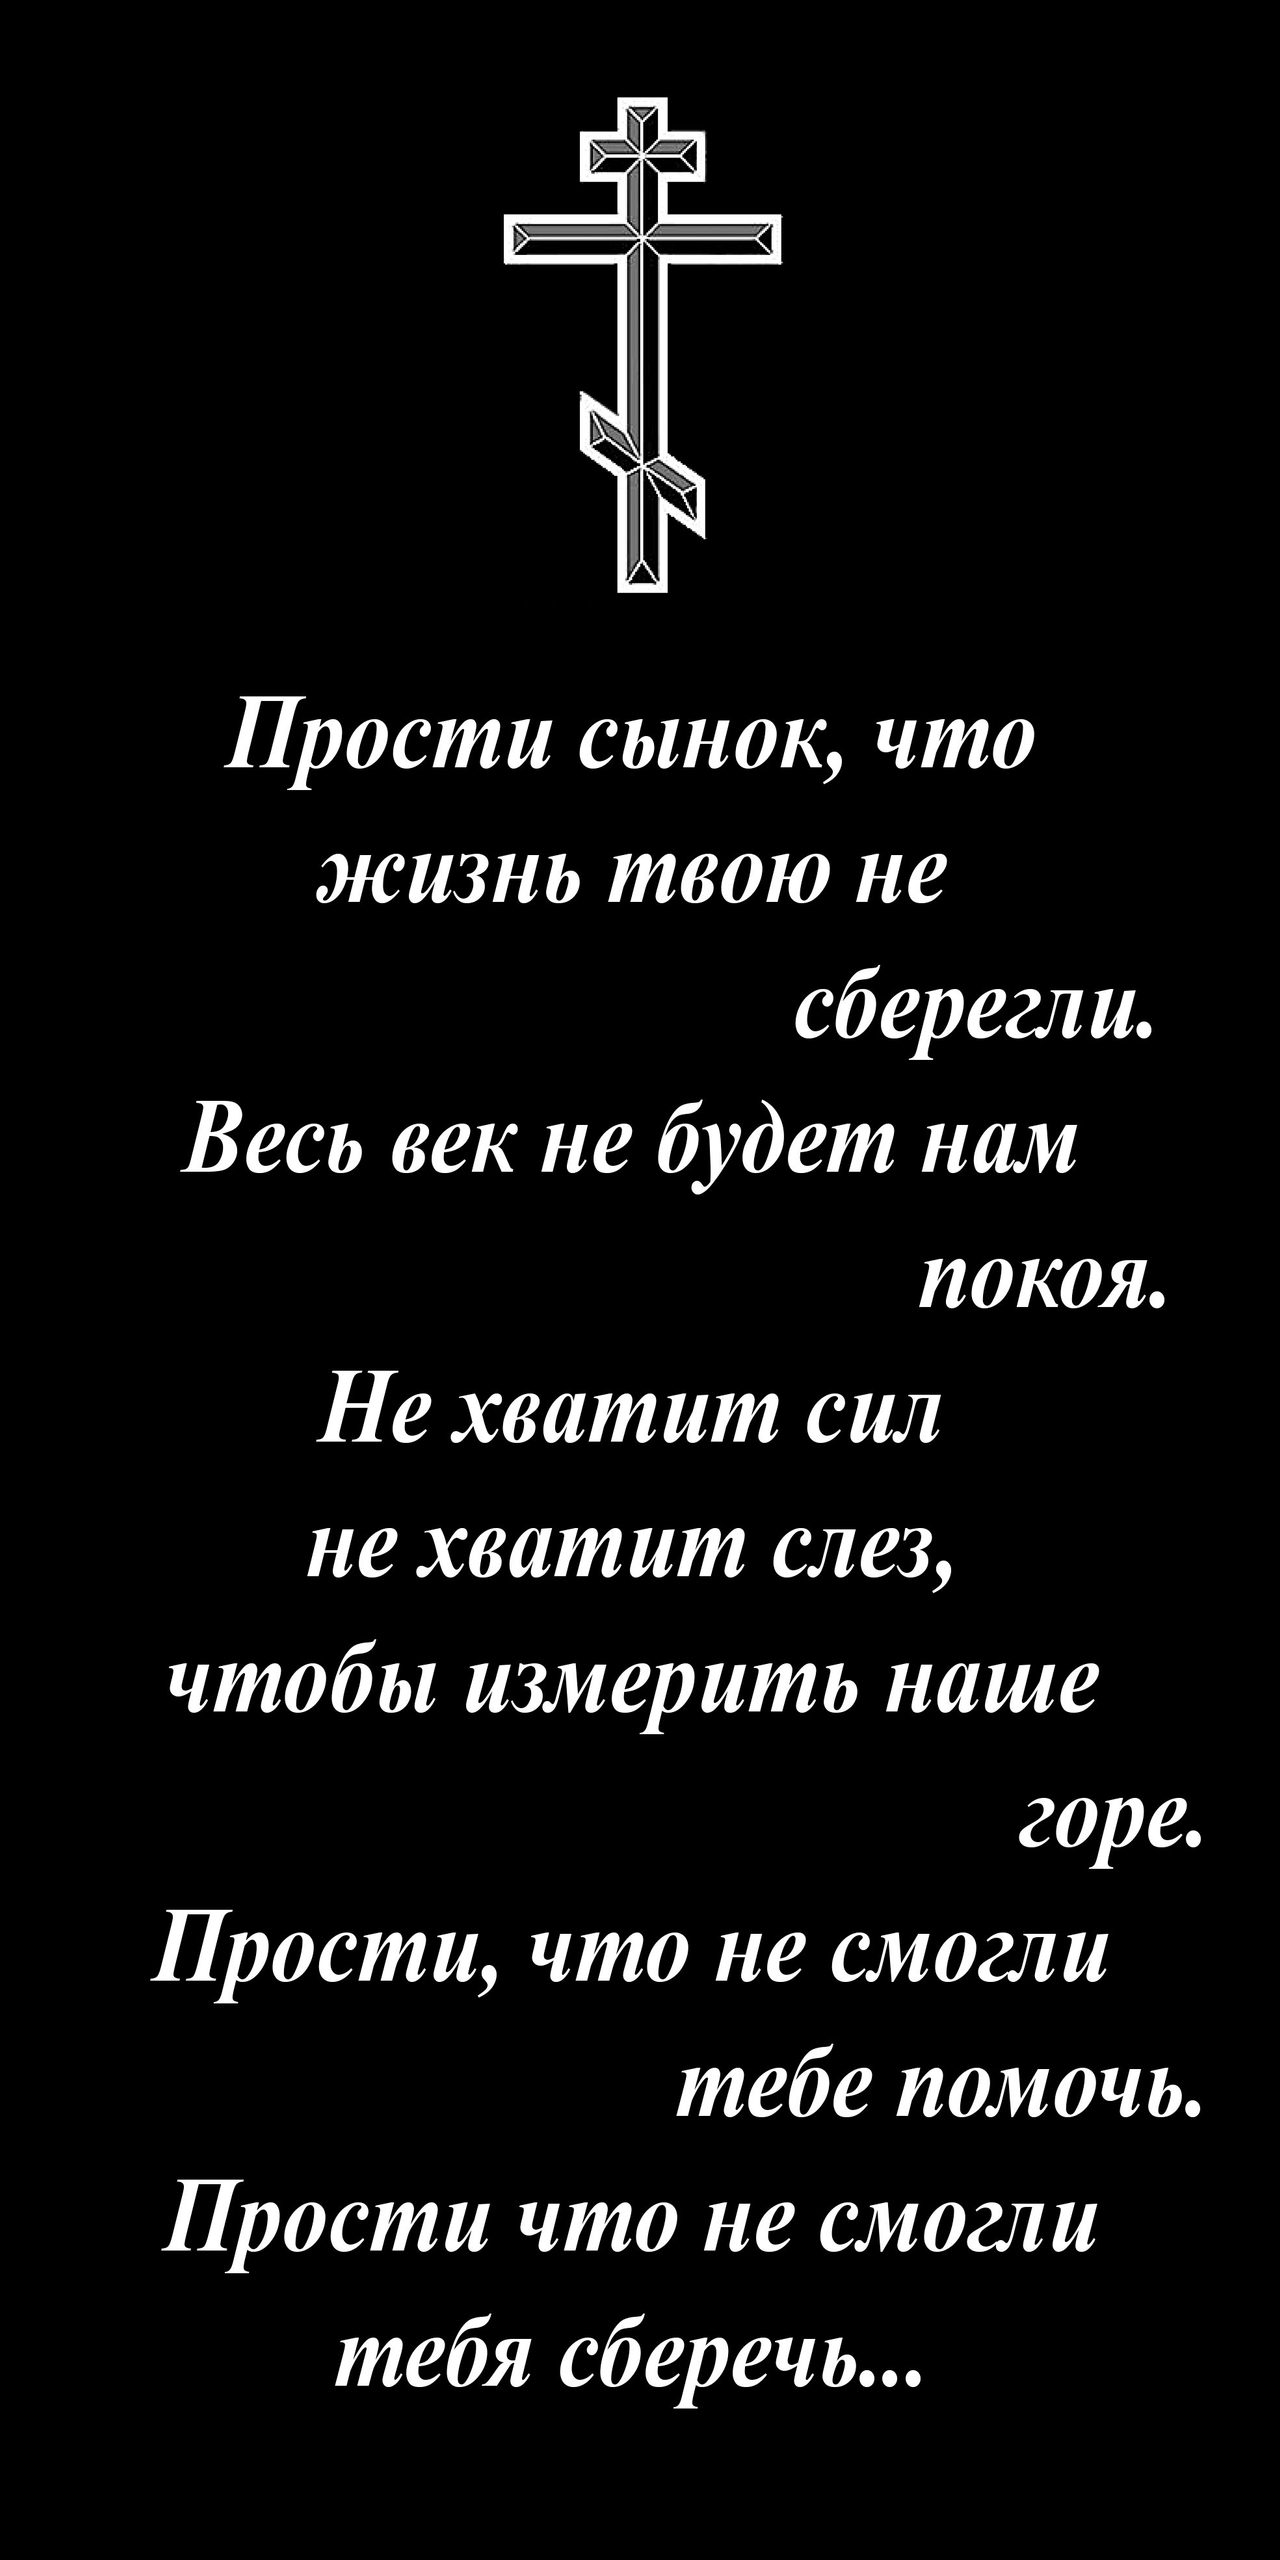 Прости сынок, что
жизнь твою не
сберегли.
Весь век не будет нам
покоя.
Не хватит сил
не хватит слез,
чтобы измерить наше
горе.
Прости, что не смогли
тебе помочь.
Прости что не смогли
тебя сберечь...